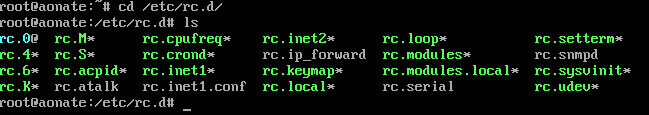 root@aonate:~# cd /etc/rc.d/
root@aonate:/etc/rc.d# ls
rc.0@ rc.M* rc.cpufreq* rc.inet2* rc.loop* rc.setterm*
rc.4* rc.S* rc.crond* rc.ip_forward rc.modules* rc.snmpd
rc.6* rc.acpid* rc.inet1* rc.keymap* rc.modules.local* rc.sysvinit*
rc.K* rc.atalk rc.inet1.conf rc.local* rc.serial rc.udev*
root@aonate:/etc/rc.d# _